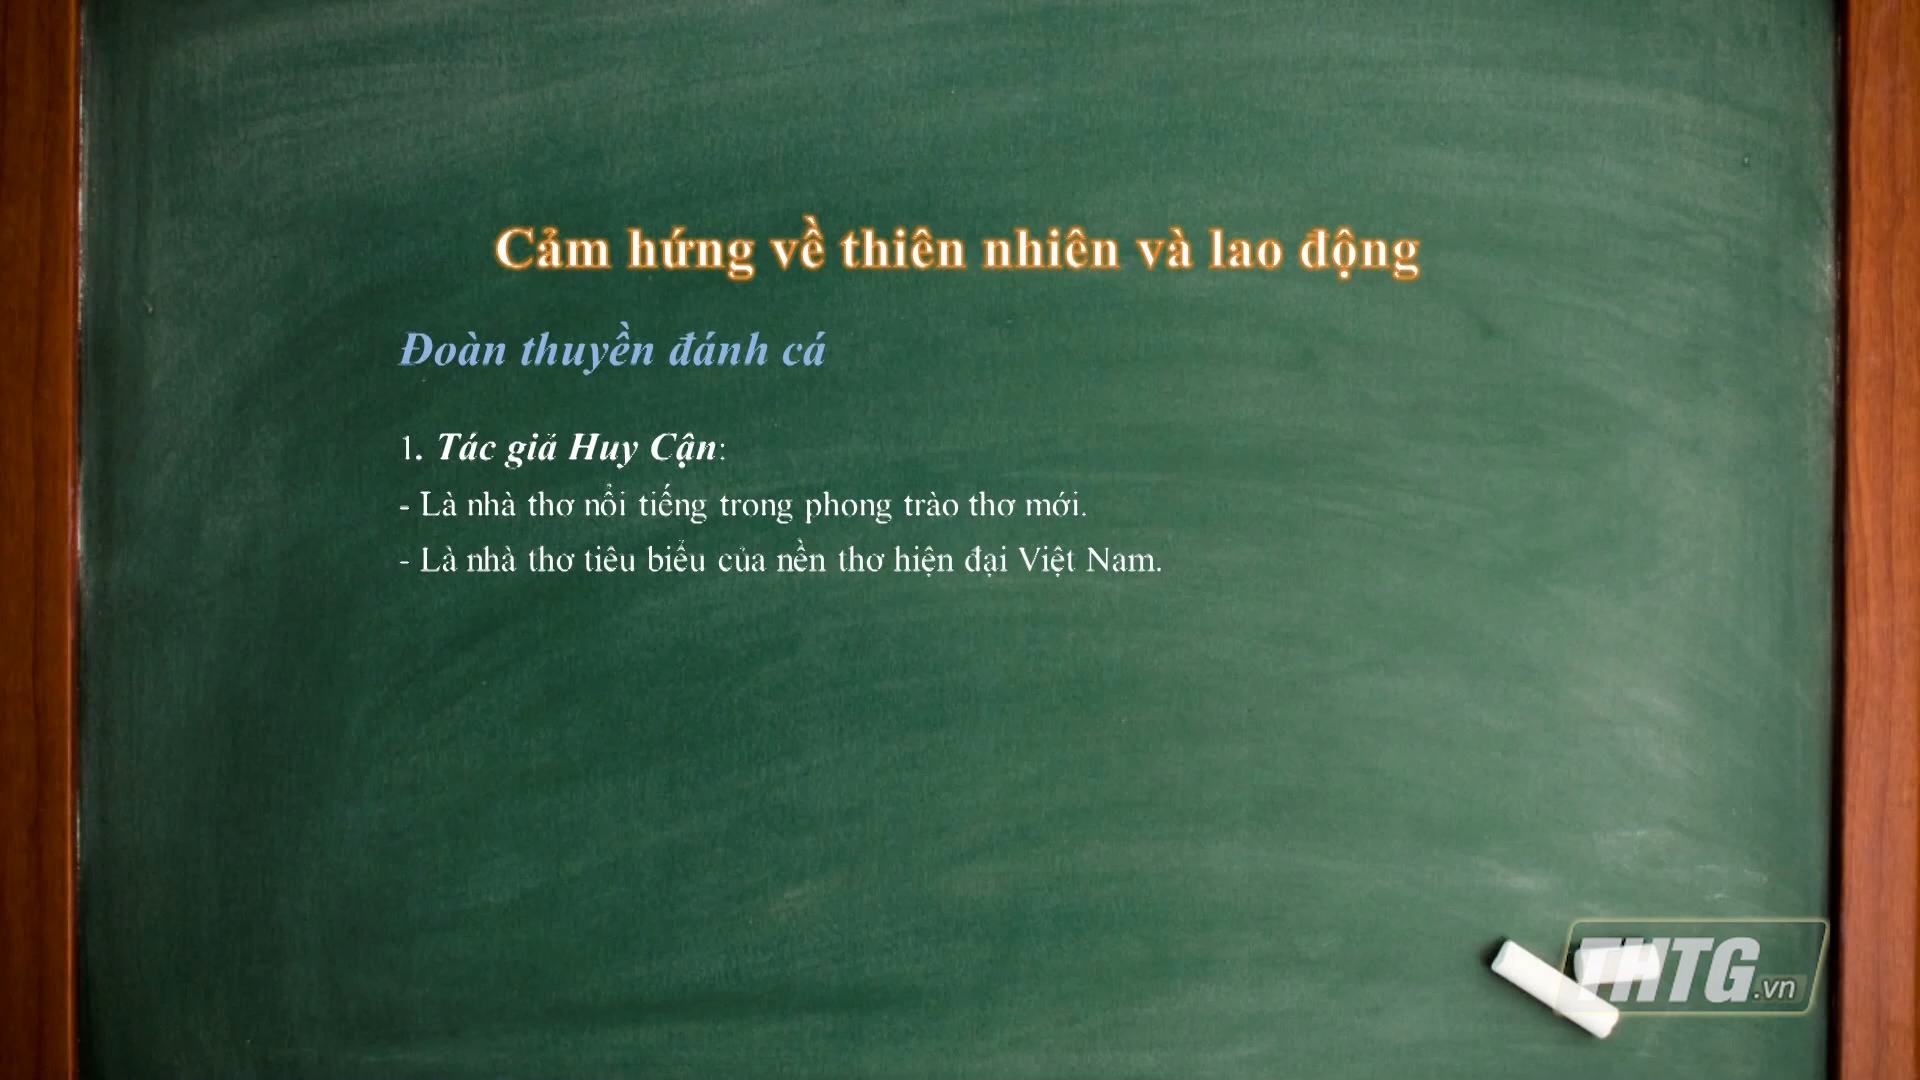 Cảm hứng về thiên nhiên và lao động
Đoàn thuyền đánh cá
1. Tác giả Huy Cận:
- Là nhà thơ nổi tiếng trong phong trào thơ mới.
- Là nhà thơ tiêu biểu của nền thơ hiện đại Việt Nam.
THTG.vn